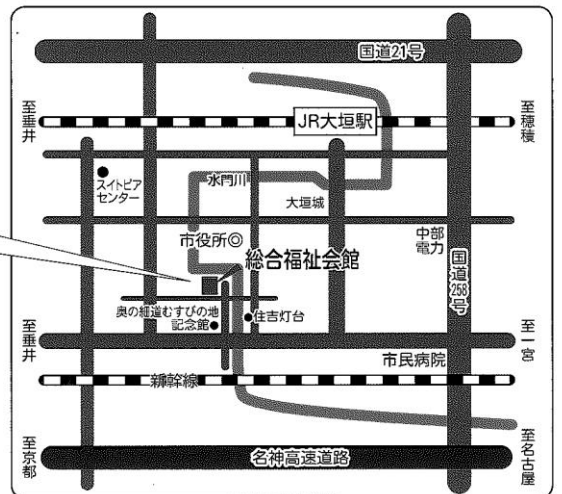 国道21号
至垂井
JR大垣駅
至穂積
スイトピア
センター
水門川
大垣城
市役所◎
中部
電力
総合福祉会館
国道258号
奥の細道むすびの地
記念館
住吉灯台
至垂井
至一宮
市民病院
新幹線
至京都
名神高速道路
至名古屋